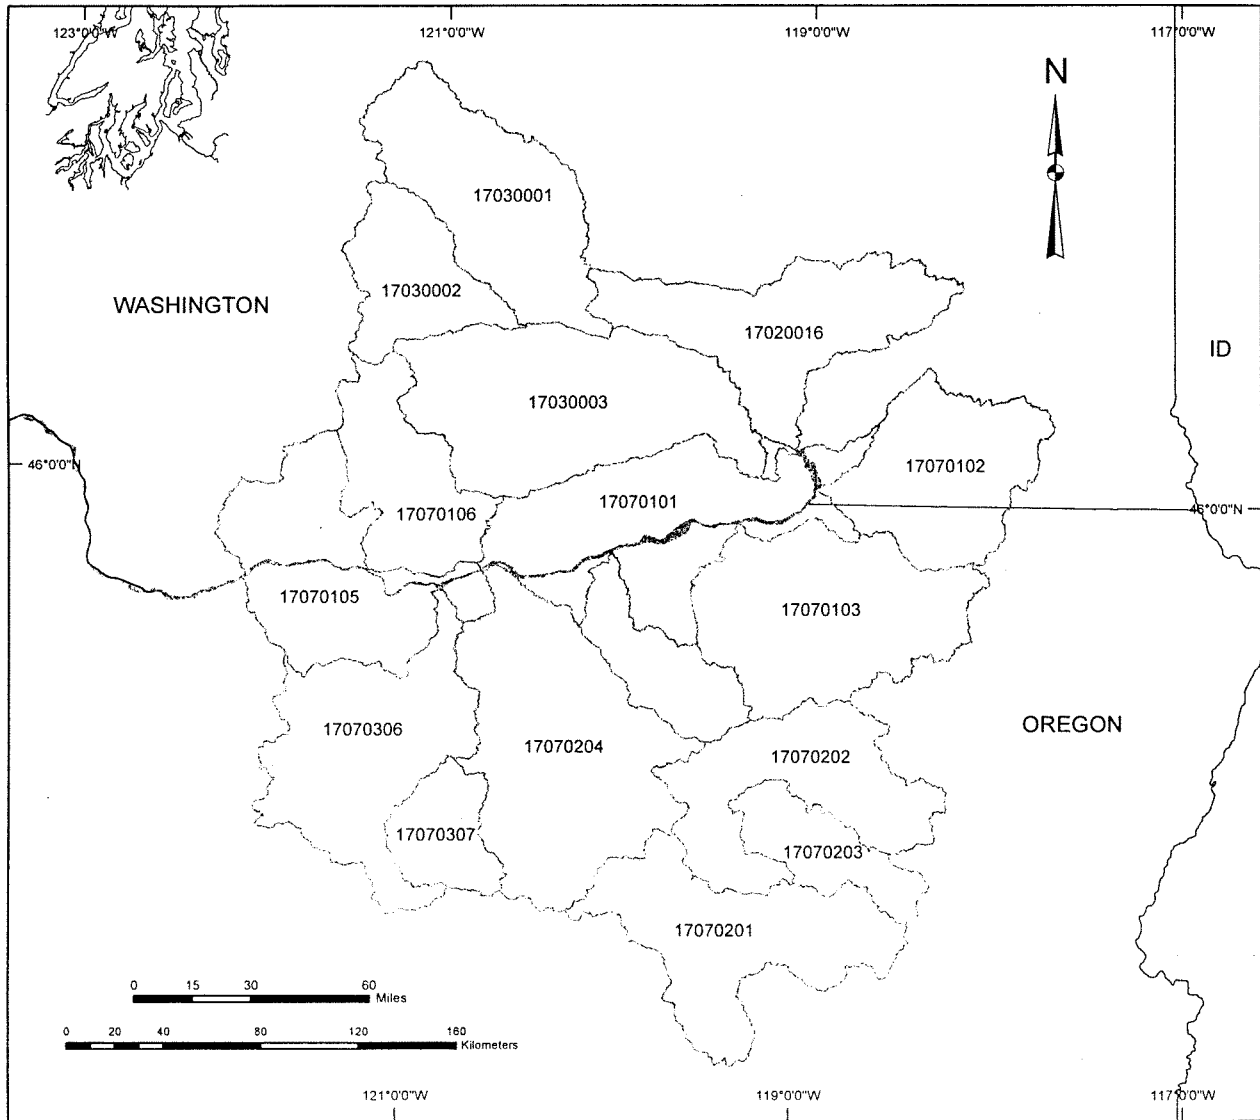 123°0'0"W 121°0'0"W 119°0'0"W 117°0'0"W
N
17030001
17030002
WASHINGTON
17020016
ID
17030003
46°0'0"N
17070102
17070101
17070106
46°0'0"N
17070105
17070103
17070306
OREGON
17070204
17070202
17070307
17070203
17070201
0 15 30 60
Miles
0 20 40 80 120 160
Kilometers
121°0'0"W 119°0'0"W 117°0'0"W